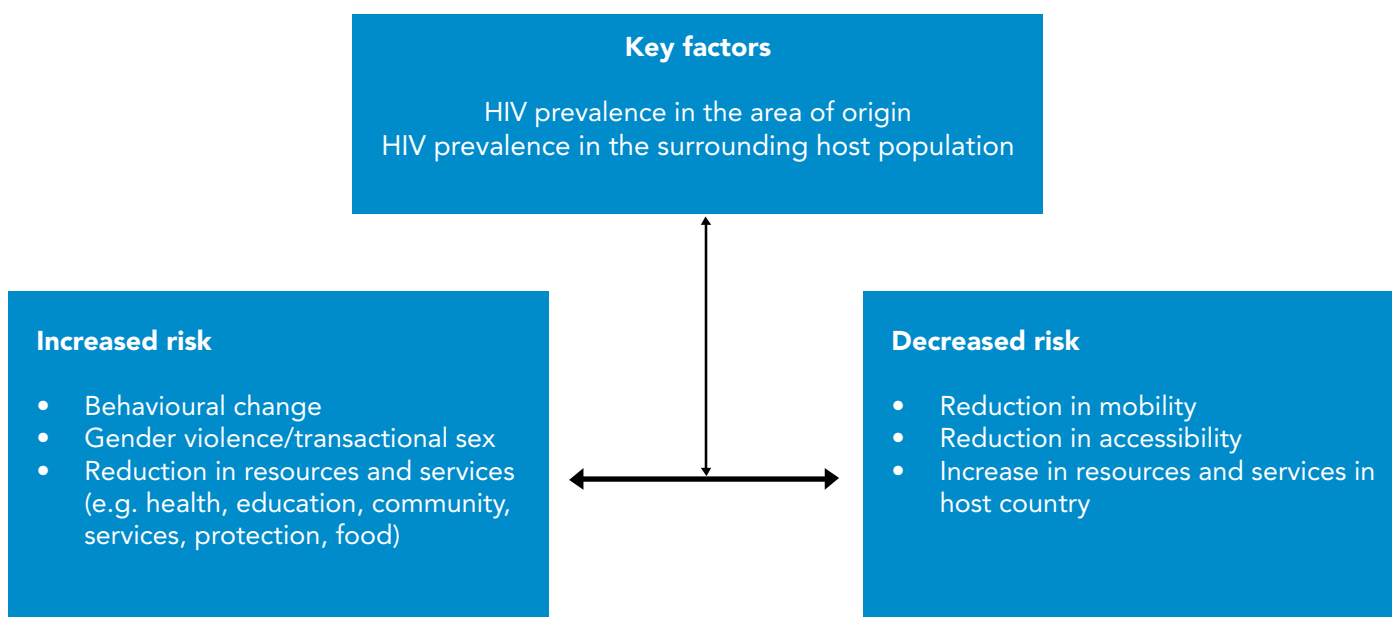 Key factors
HIV prevalence in the area of origin
HIV prevalence in the surrounding host population
Increased risk
• Behavioural change
• Gender violence/transactional sex
• Reduction in resources and services
(e.g. health, education, community,
services, protection, food)
Decreased risk
• Reduction in mobility
• Reduction in accessibility
• Increase in resources and services in
host country